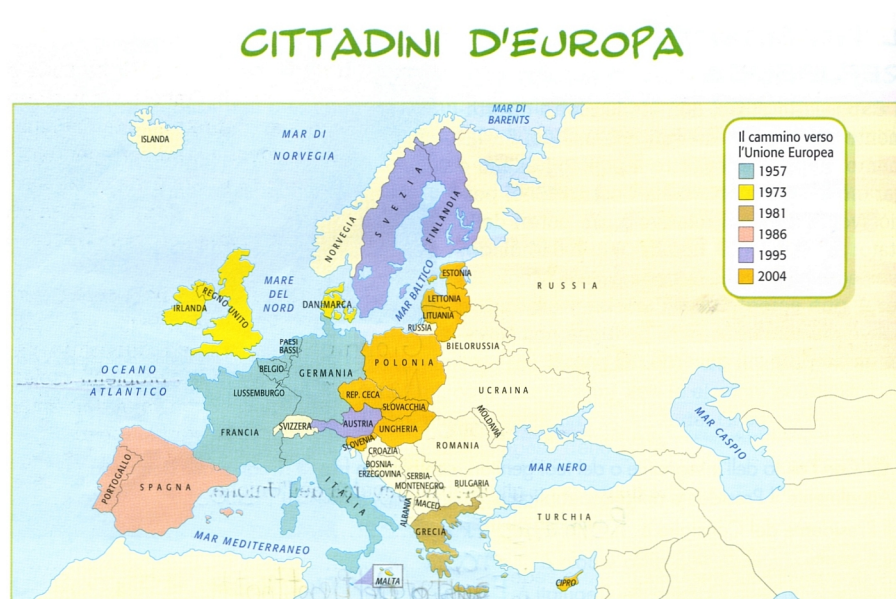 CITTADINI D'EUROPA
Il cammino verso
l'Unione Europea
1957
1973
1981
1986
1995
2004
MAR DI
BARENTS
ISLANDA
MAR DI
NORVEGIA
SVEZIA
FINLANDIA
NORVEGIA
ESTONIA
MARE
DEL
NORD
MAR BALTICO
RUSSIA
LETTONIA
DANIMARCA
IRLANDA
REGNO UNITO
LITUANIA
RUSSIA
BIELORUSSIA
PAESI
BASSI
BELGIO
GERMANIA
POLONIA
OCEANO
ATLANTICO
LUSSEMBURGO
REP. CECA
UCRAINA
SLOVACCHIA
MOLDAVIA
MAR CASPIO
FRANCIA
SVIZZERA
AUSTRIA
UNGHERIA
SLOVENIA
ROMANIA
CROAZIA
BOSNIA-
ERZEGOVINA
SERBIA-
MONTENEGRO
BULGARIA
MAR NERO
PORTOGALLO
SPAGNA
ITALIA
ALBANIA
MACED.
TURCHIA
GRECIA
MAR MEDITERRANEO
MALTA
CIPRO